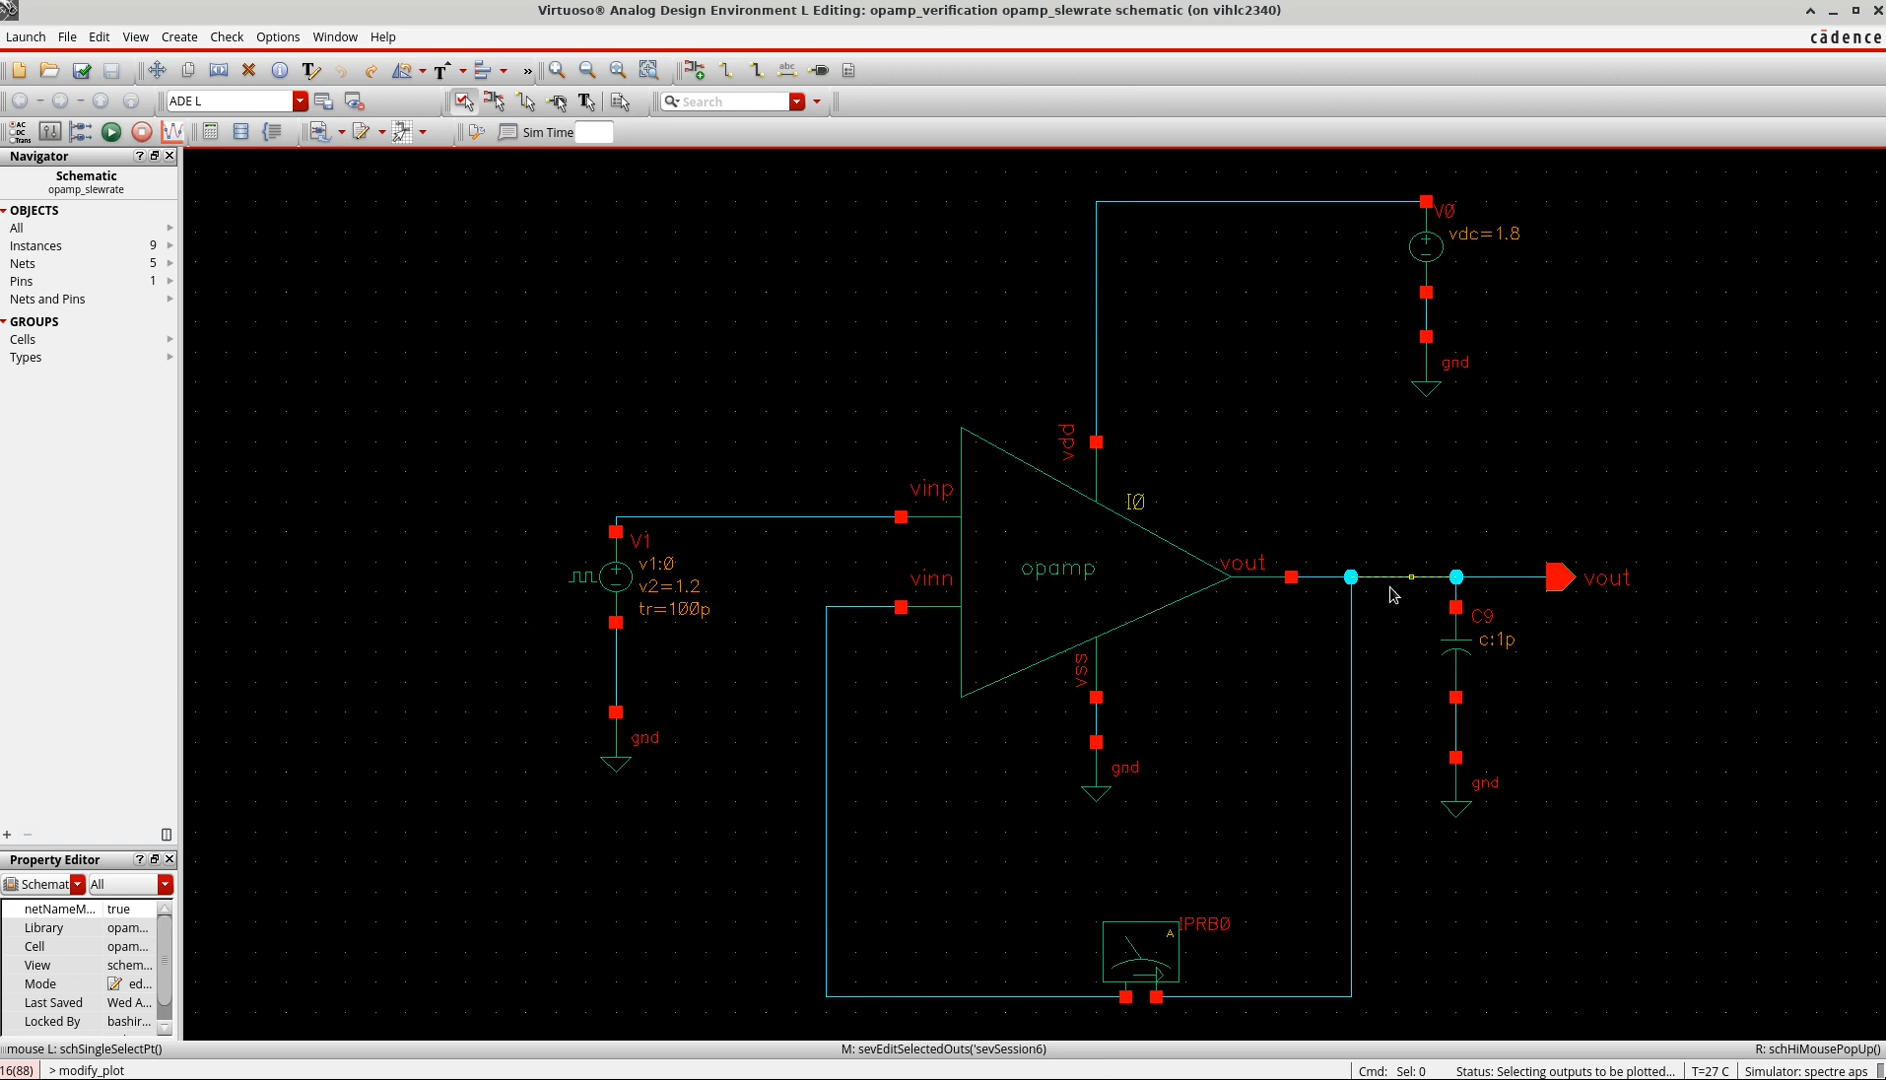 Virtuoso® Analog Design Environment L Editing: opamp_verification opamp_slewrate schematic (on vihlc2340)
Launch File Edit View Create Check Options Window Help
cādence
ADE L
Search
AC
DC
Trans
Sim Time
Navigator
Schematic
opamp_slewrate
OBJECTS
All
Instances 9
Nets 5
Pins 1
Nets and Pins
GROUPS
Cells
Types
V0
vdc=1.8
gnd
vdd
vinp
I0
V1
v1:0
v2=1.2
tr=100p
vinn
opamp
vout
vout
C9
c:1p
vss
gnd
gnd
gnd
IPRB0
A
Property Editor
Schemat All
netNameM... true
Library opam...
Cell opam...
View schem...
Mode ed...
Last Saved Wed A...
Locked By bashir...
mouse L: schSingleSelectPt() M: sevEditSelectedOuts('sevSession6) R: schHiMousePopUp()
16(88) > modify_plot Cmd: Sel: 0 Status: Selecting outputs to be plotted... T=27 C Simulator: spectre aps